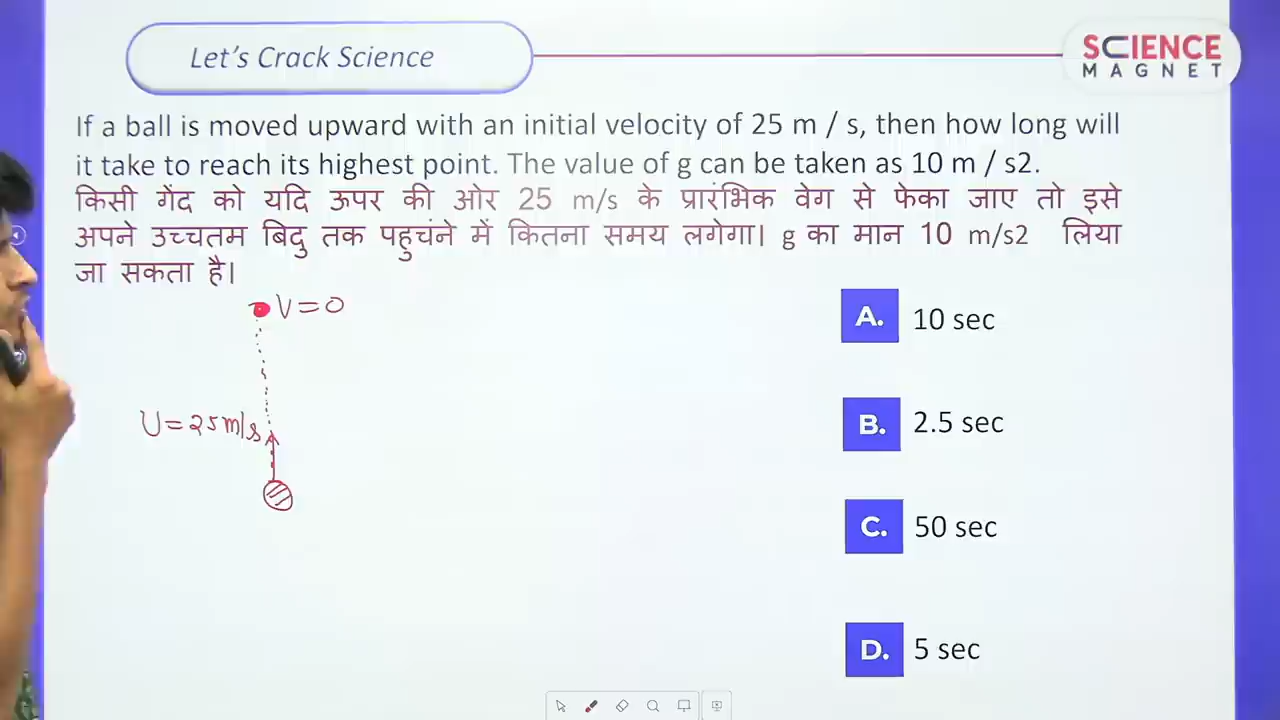 Let's Crack Science
SCIENCE
MAGNET
If a ball is moved upward with an initial velocity of 25 m / s, then how long will
it take to reach its highest point. The value of g can be taken as 10 m / s2.
किसी गेंद को यदि ऊपर की ओर 25 m/s के प्रारंभिक वेग से फेका जाए तो इसे
अपने उच्चतम बिदु तक पहुचंने में कितना समय लगेगा। g का मान 10 m/s2 लिया
जा सकता है।
V=0
U=25m/s
A. 10 sec
B. 2.5 sec
C. 50 sec
D. 5 sec